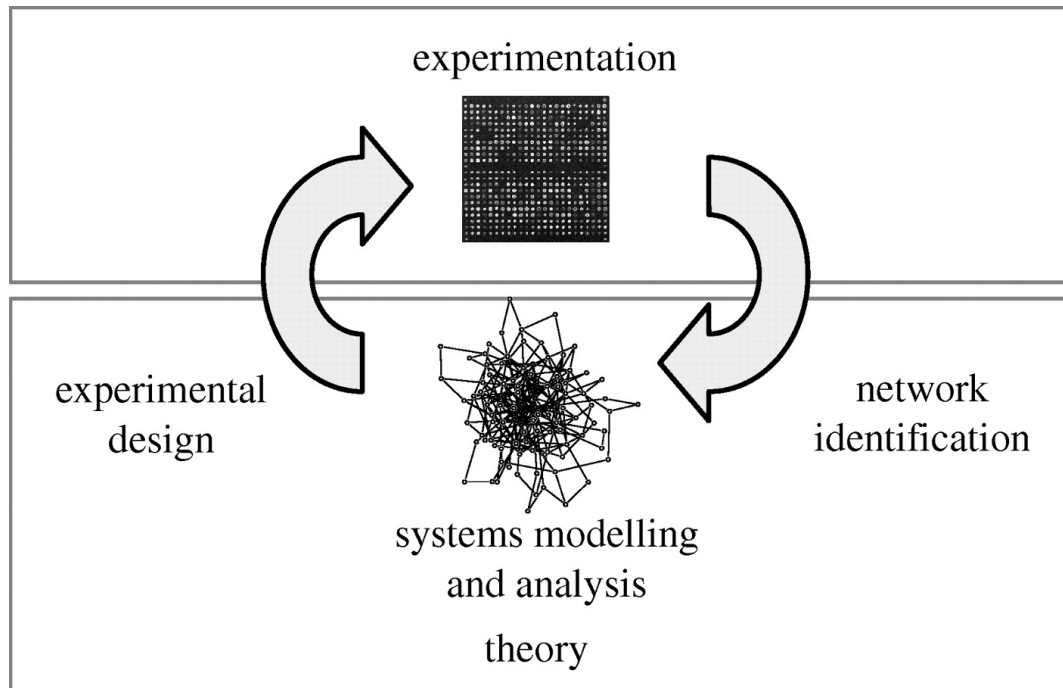 experimentation
experimental
design
network
identification
systems modelling
and analysis
theory